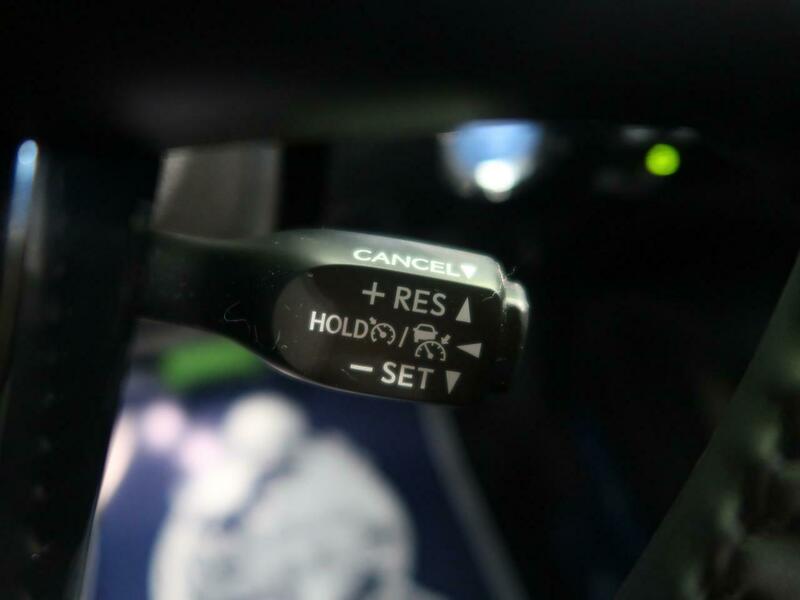 CANCEL▼
+ RES ▲
HOLD / ◀
− SET ▼